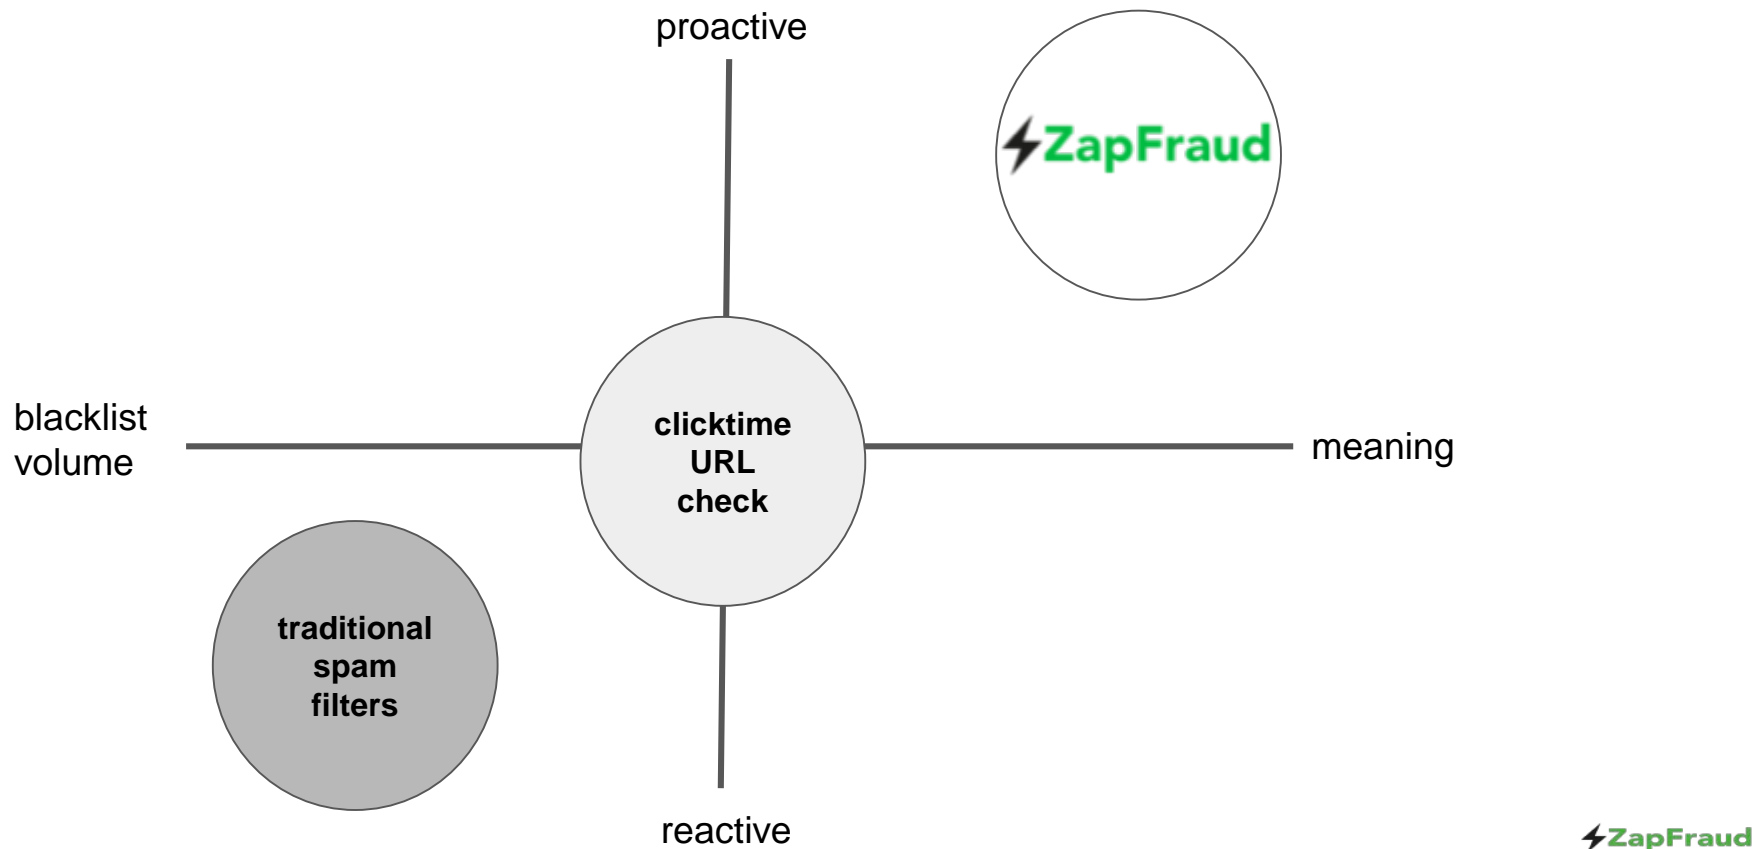 proactive
ZapFraud
blacklist
volume
clicktime
URL
check
meaning
traditional
spam
filters
reactive
ZapFraud